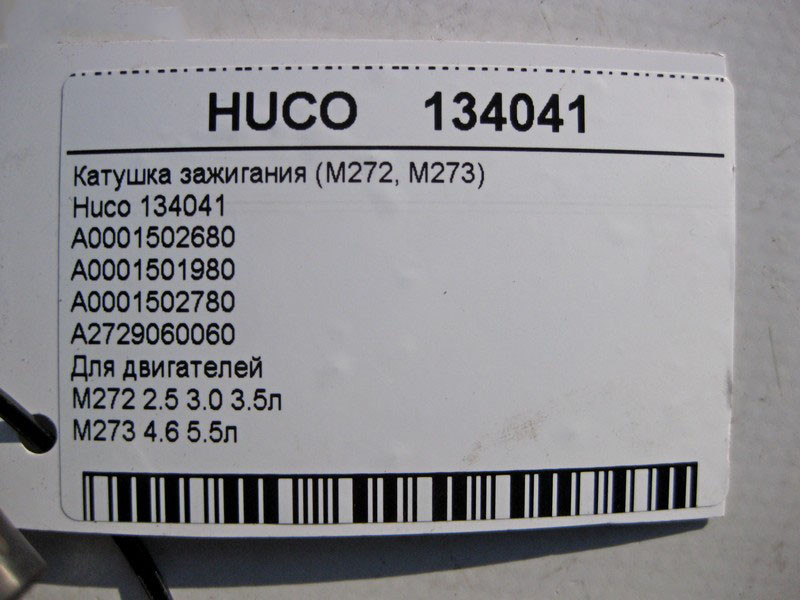 HUCO 134041
Катушка зажигания (M272, M273)
Huco 134041
A0001502680
A0001501980
A0001502780
A2729060060
Для двигателей
M272 2.5 3.0 3.5л
M273 4.6 5.5л